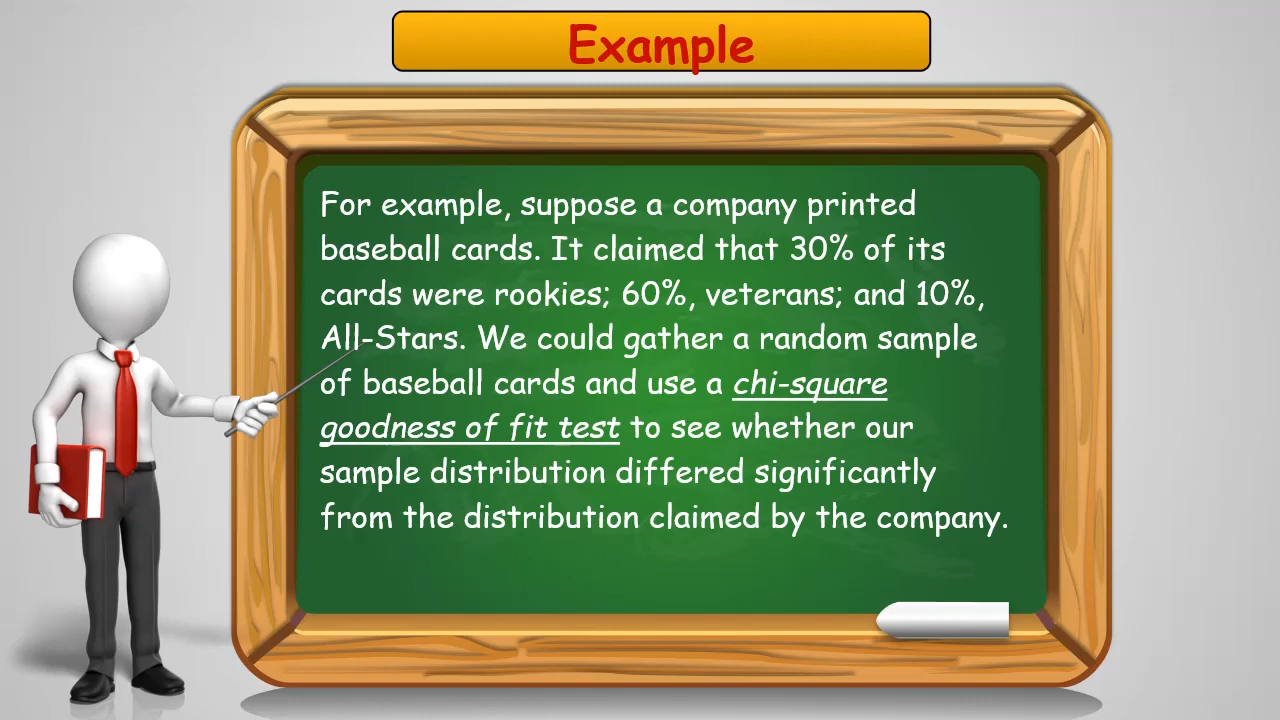 Example
For example, suppose a company printed
baseball cards. It claimed that 30% of its
cards were rookies; 60%, veterans; and 10%,
All-Stars. We could gather a random sample
of baseball cards and use a chi-square
goodness of fit test to see whether our
sample distribution differed significantly
from the distribution claimed by the company.